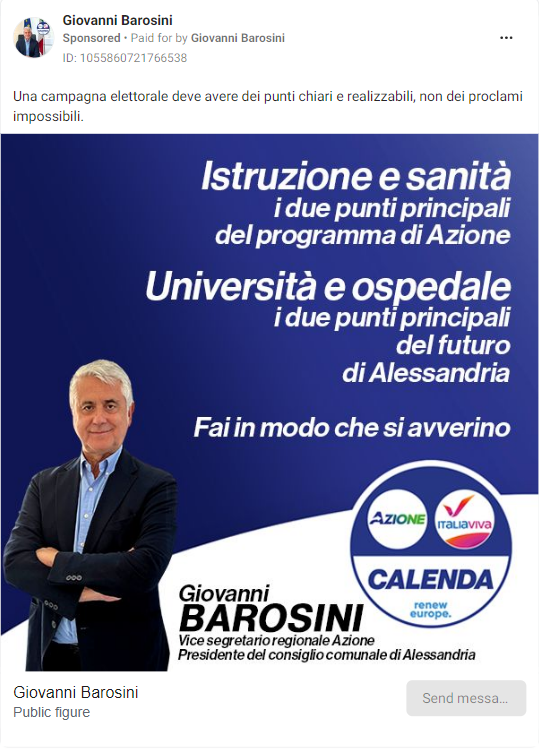 Giovanni Barosini
Sponsored • Paid for by Giovanni Barosini
ID: 1055860721766538
Una campagna elettorale deve avere dei punti chiari e realizzabili, non dei proclami
impossibili.
Istruzione e sanità
i due punti principali
del programma di Azione
Università e ospedale
i due punti principali
del futuro
di Alessandria
Fai in modo che si avverino
AZIONE
ITALIAVIVA
CALENDA
renew
europe.
Giovanni
BAROSINI
Vice segretario regionale Azione
Presidente del consiglio comunale di Alessandria
Giovanni Barosini
Public figure
Send messa...